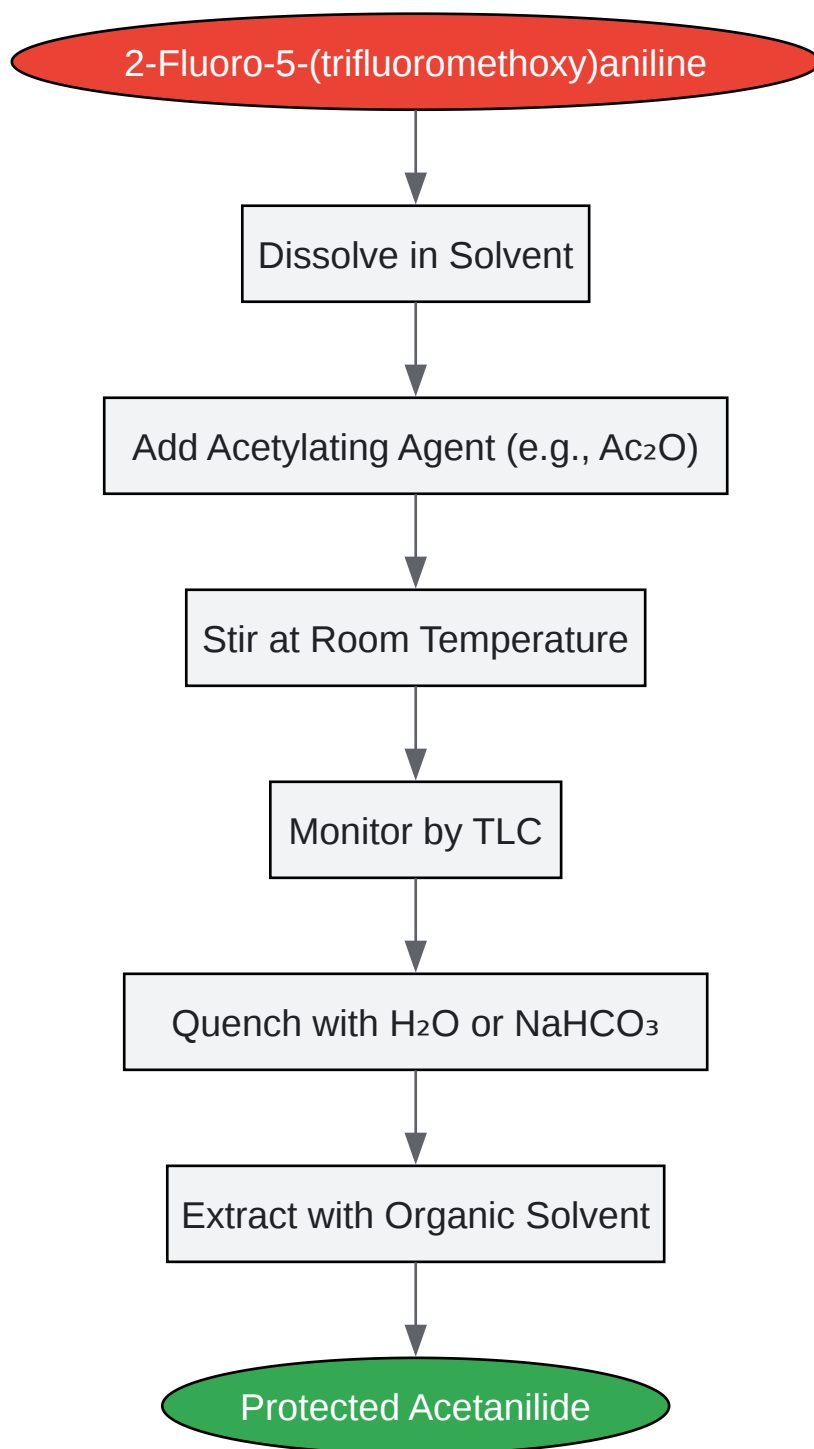 2-Fluoro-5-(trifluoromethoxy)aniline
Dissolve in Solvent
Add Acetylating Agent (e.g., Ac₂O)
Stir at Room Temperature
Monitor by TLC
Quench with H₂O or NaHCO₃
Extract with Organic Solvent
Protected Acetanilide